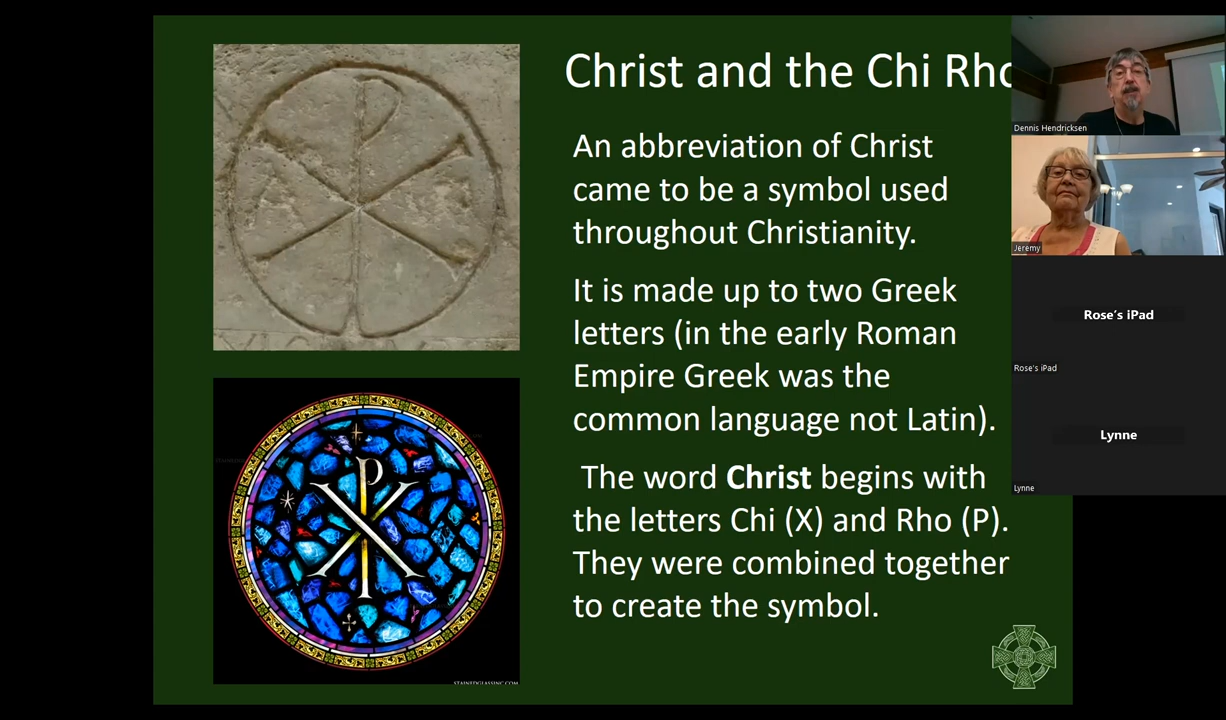 Christ and the Chi Rho
An abbreviation of Christ
came to be a symbol used
throughout Christianity.
It is made up to two Greek
letters (in the early Roman
Empire Greek was the
common language not Latin).
The word Christ begins with
the letters Chi (X) and Rho (P).
They were combined together
to create the symbol.
STAINEDGLASSINC.COM
Dennis Hendricksen
Jeremy
Rose's iPad
Rose's iPad
Lynne
Lynne